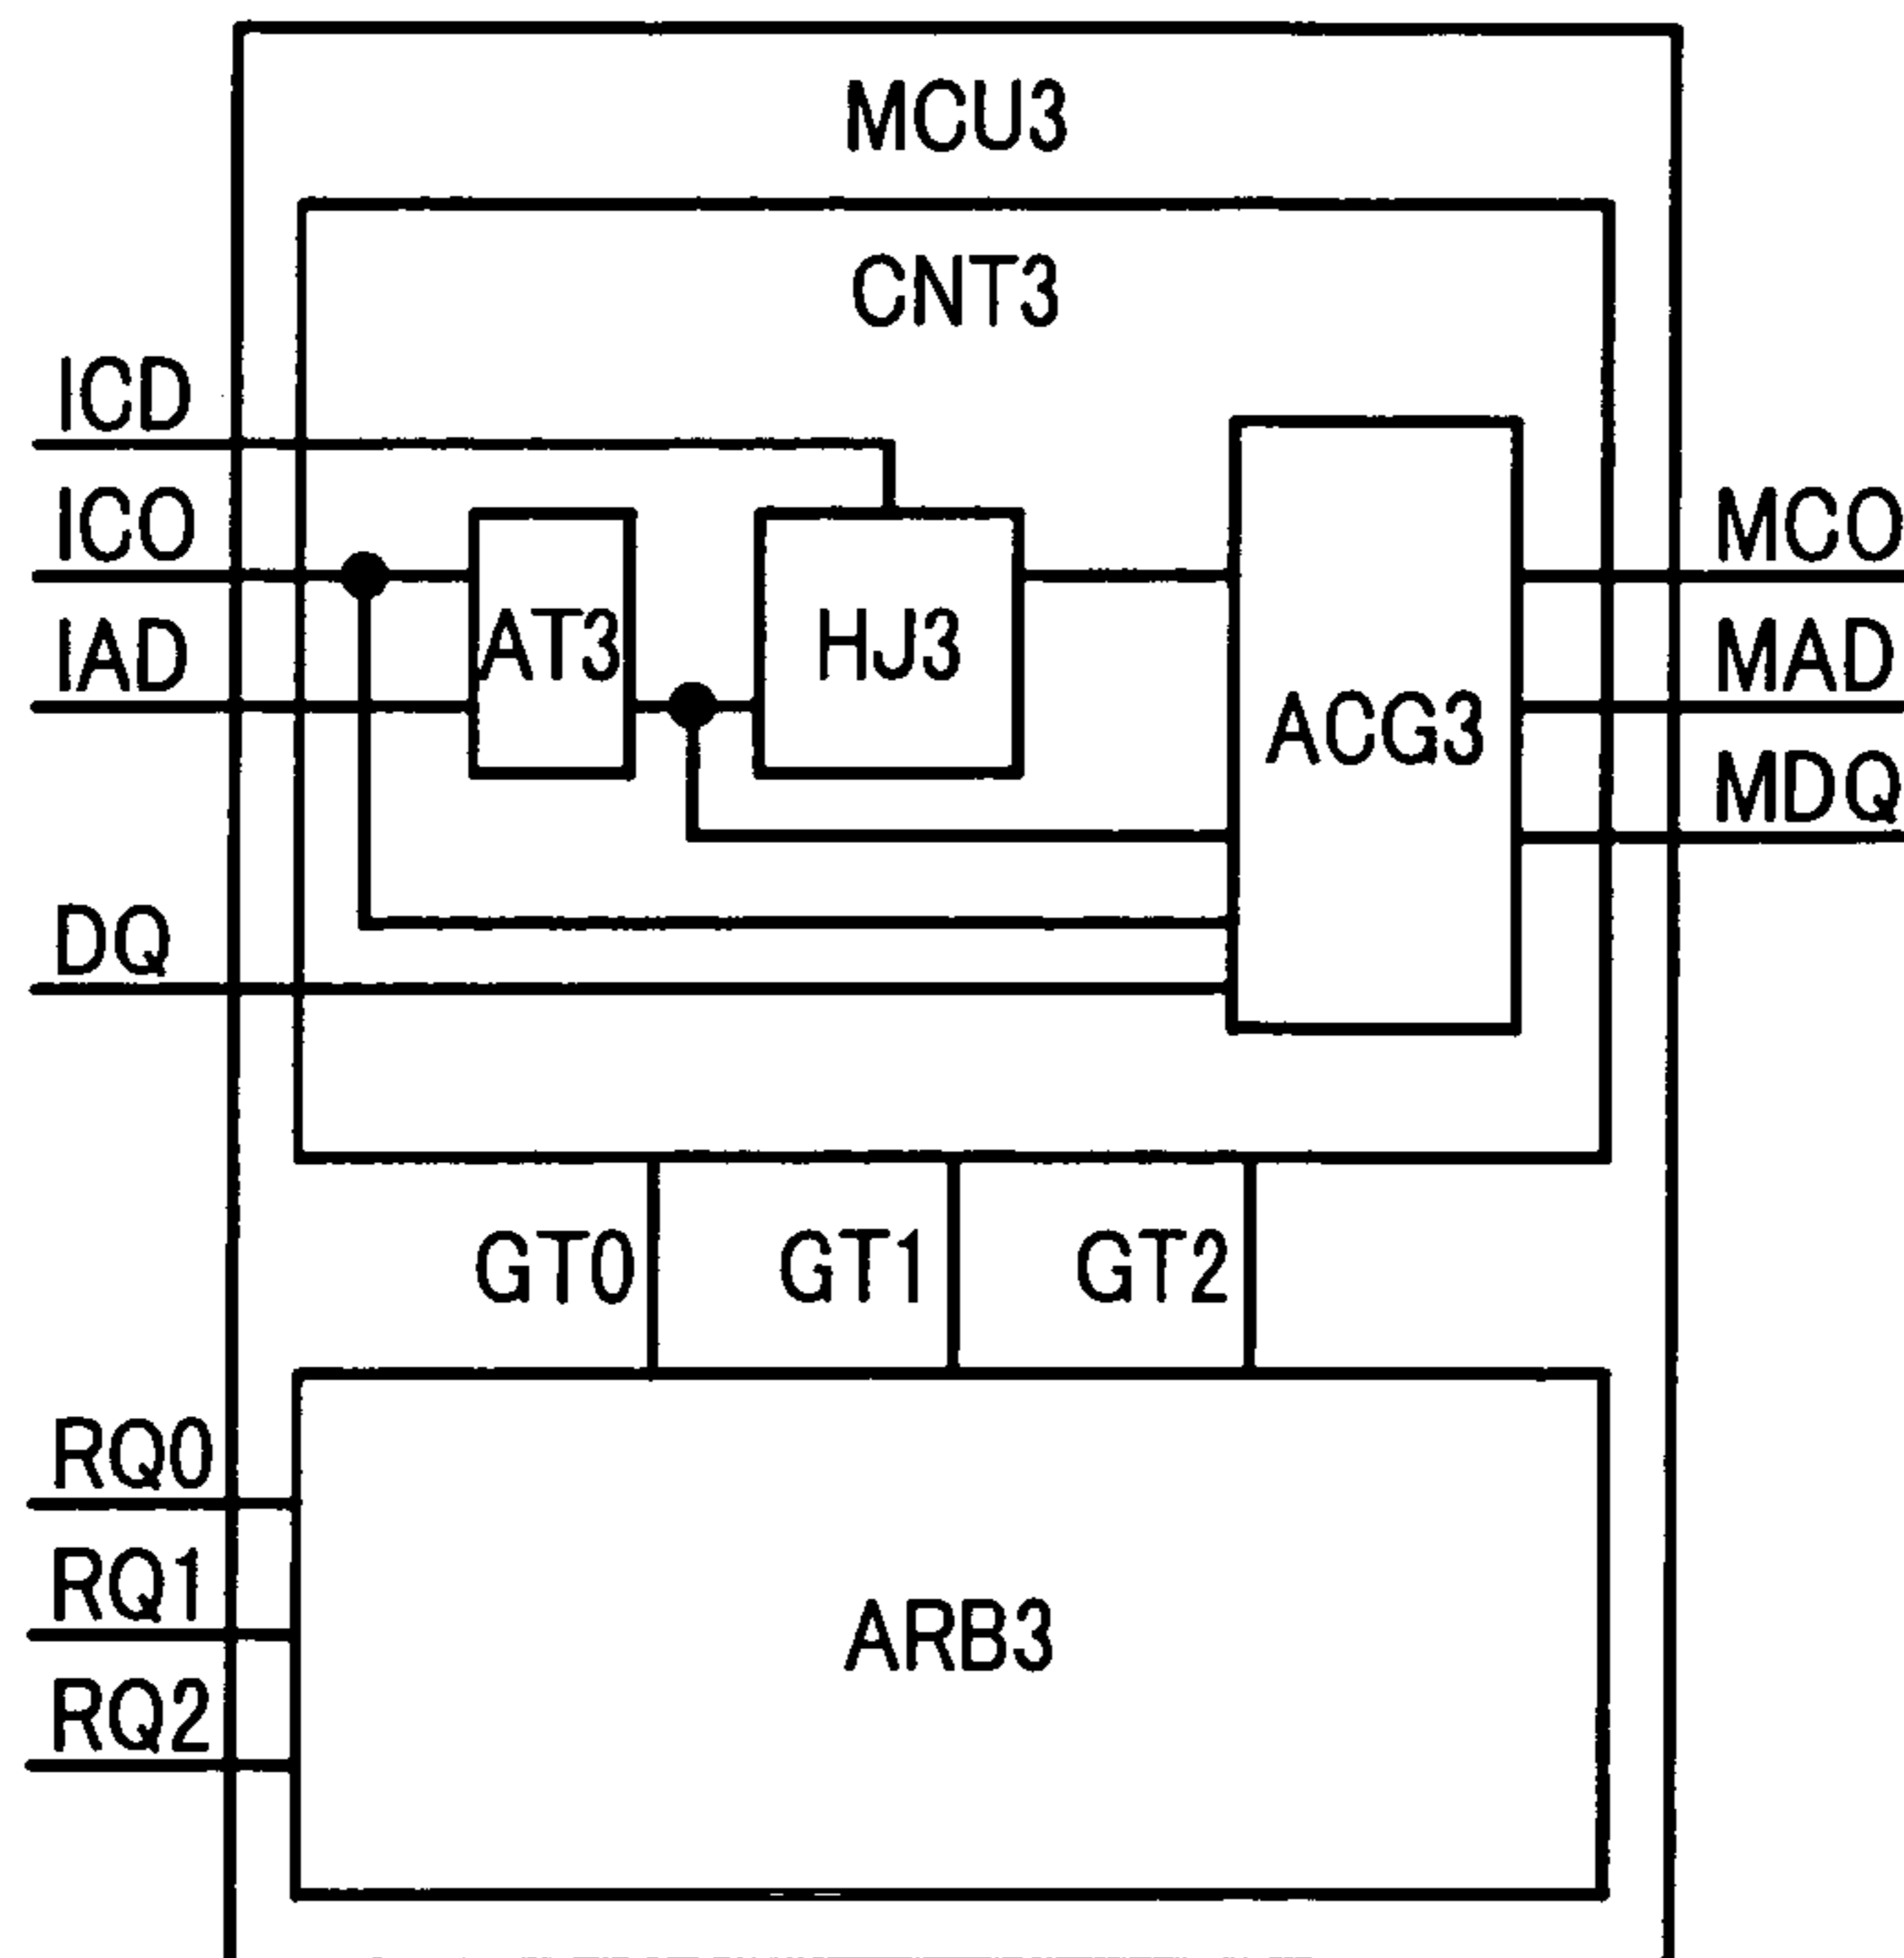 MCU3
CNT3
ICD
ICO
IAD
DQ
AT3
HJ3
ACG3
MCO
MAD
MDQ
GT0
GT1
GT2
RQ0
RQ1
RQ2
ARB3